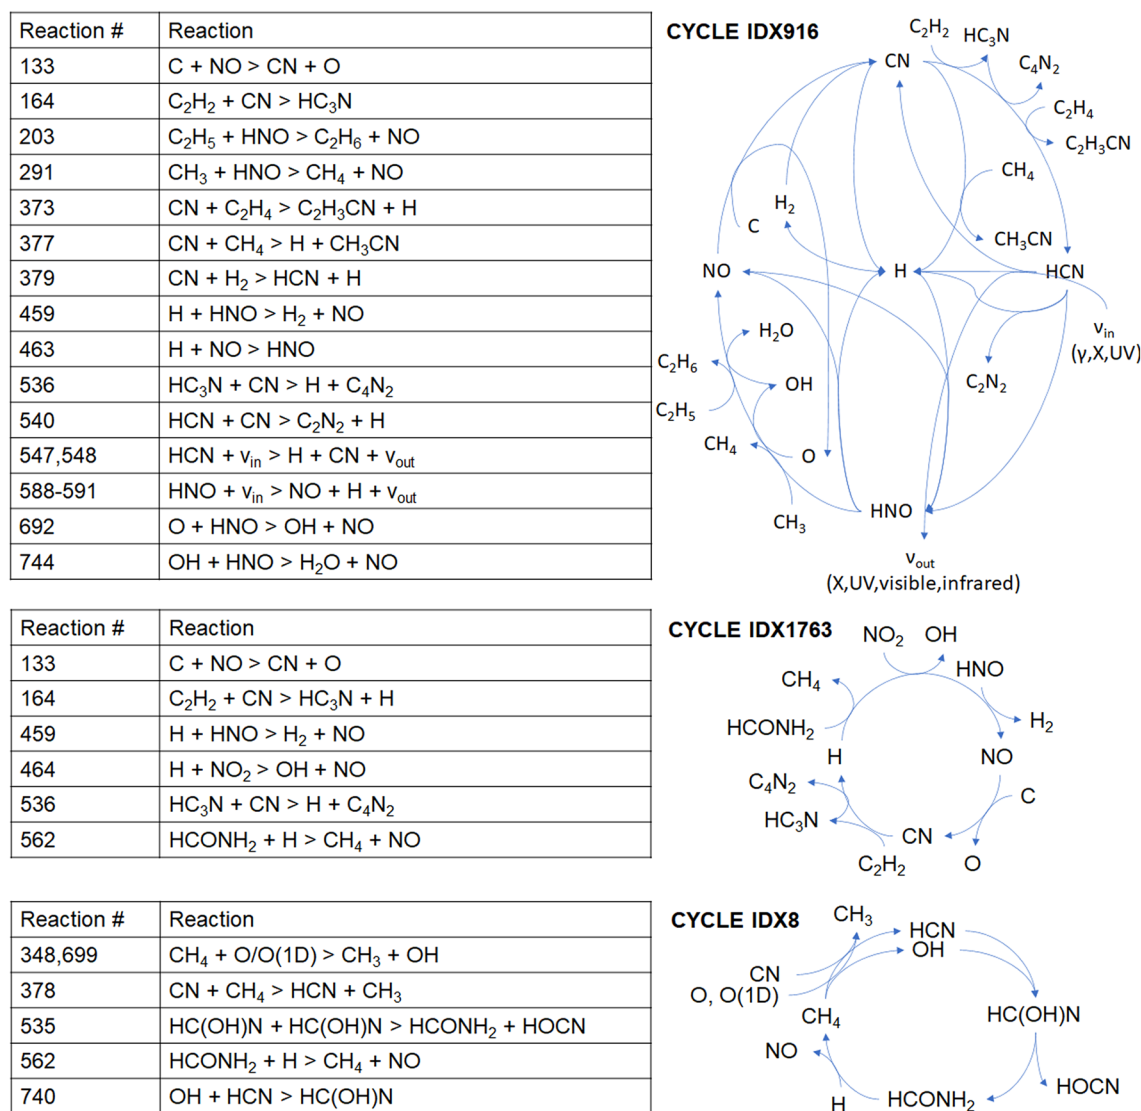 Reaction # Reaction
133 C + NO > CN + O
164 C₂H₂ + CN > HC₃N
203 C₂H₅ + HNO > C₂H₆ + NO
291 CH₃ + HNO > CH₄ + NO
373 CN + C₂H₄ > C₂H₃CN + H
377 CN + CH₄ > H + CH₃CN
379 CN + H₂ > HCN + H
459 H + HNO > H₂ + NO
463 H + NO > HNO
536 HC₃N + CN > H + C₄N₂
540 HCN + CN > C₂N₂ + H
547,548 HCN + νᵢₙ > H + CN + νₒᵤₜ
588-591 HNO + νᵢₙ > NO + H + νₒᵤₜ
692 O + HNO > OH + NO
744 OH + HNO > H₂O + NO
CYCLE IDX916
C₂H₂
HC₃N
CN
C₄N₂
C₂H₄
C₂H₃CN
CH₄
H₂
C
CH₃CN
NO
H
HCN
νᵢₙ
(γ,X,UV)
H₂O
C₂H₆
OH
C₂N₂
C₂H₅
CH₄
O
HNO
CH₃
νₒᵤₜ
(X,UV,visible,infrared)
Reaction # Reaction
133 C + NO > CN + O
164 C₂H₂ + CN > HC₃N + H
459 H + HNO > H₂ + NO
464 H + NO₂ > OH + NO
536 HC₃N + CN > H + C₄N₂
562 HCONH₂ + H > CH₄ + NO
CYCLE IDX1763
NO₂ OH
HNO
CH₄
HCONH₂
H₂
H
NO
C₄N₂
C
HC₃N
CN
C₂H₂
O
Reaction # Reaction
348,699 CH₄ + O/O(1D) > CH₃ + OH
378 CN + CH₄ > HCN + CH₃
535 HC(OH)N + HC(OH)N > HCONH₂ + HOCN
562 HCONH₂ + H > CH₄ + NO
740 OH + HCN > HC(OH)N
CYCLE IDX8
CH₃
HCN
OH
CN
O, O(1D)
CH₄
HC(OH)N
NO
HOCN
H
HCONH₂